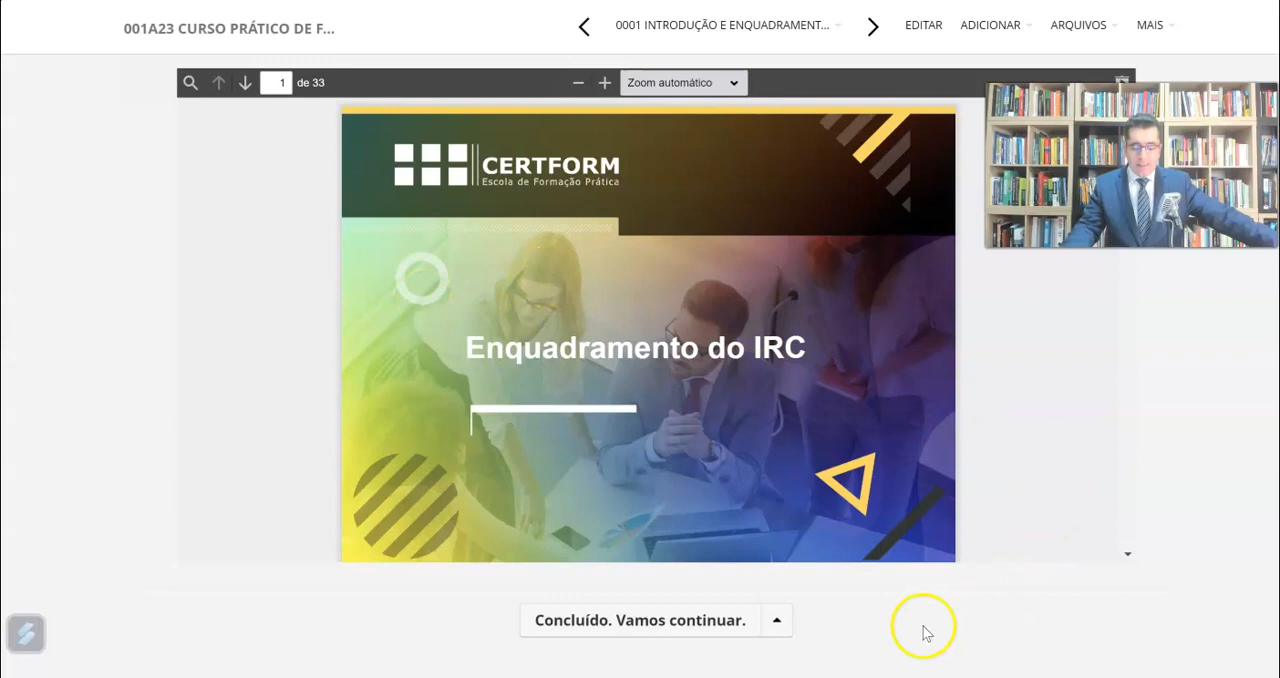 001A23 CURSO PRÁTICO DE F...
0001 INTRODUÇÃO E ENQUADRAMENT...
EDITAR
ADICIONAR
ARQUIVOS
MAIS
1 de 33
Zoom automático
CERTFORM
Escola de Formação Prática
Enquadramento do IRC
Concluído. Vamos continuar.